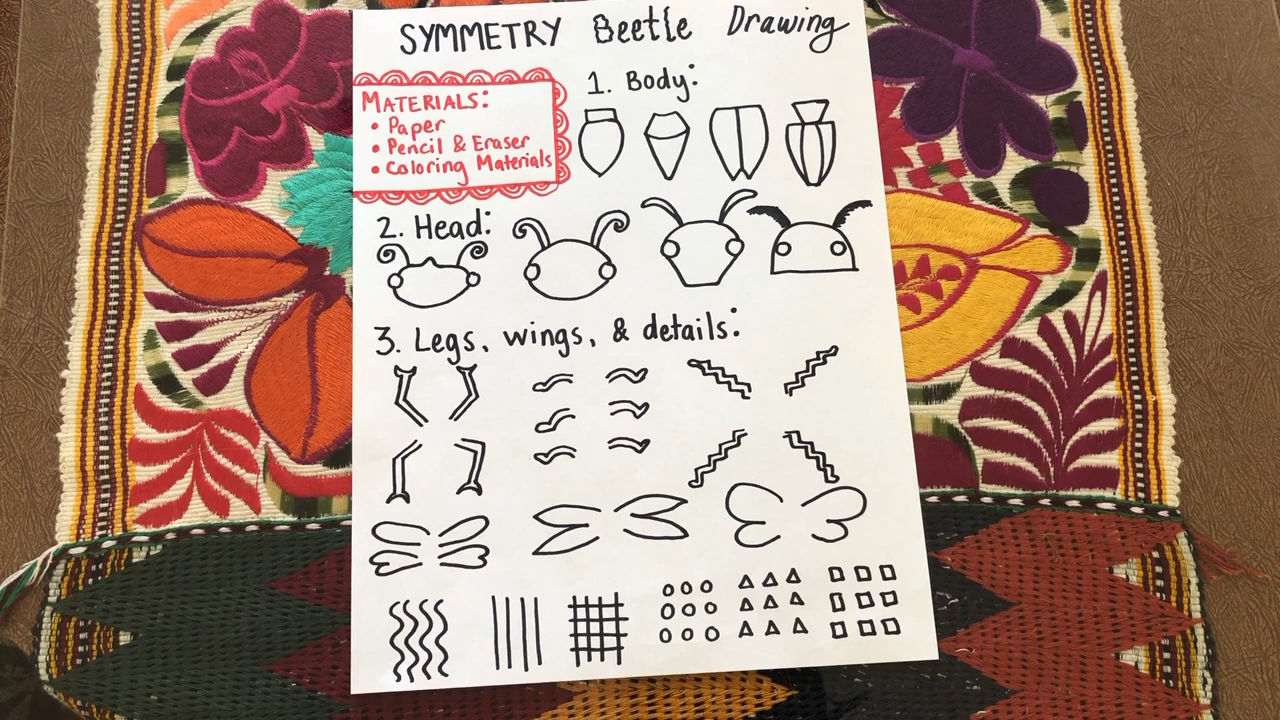 SYMMETRY Beetle Drawing
MATERIALS:
• Paper
• Pencil & Eraser
• Coloring Materials
1. Body:
2. Head:
3. Legs, wings, & details: